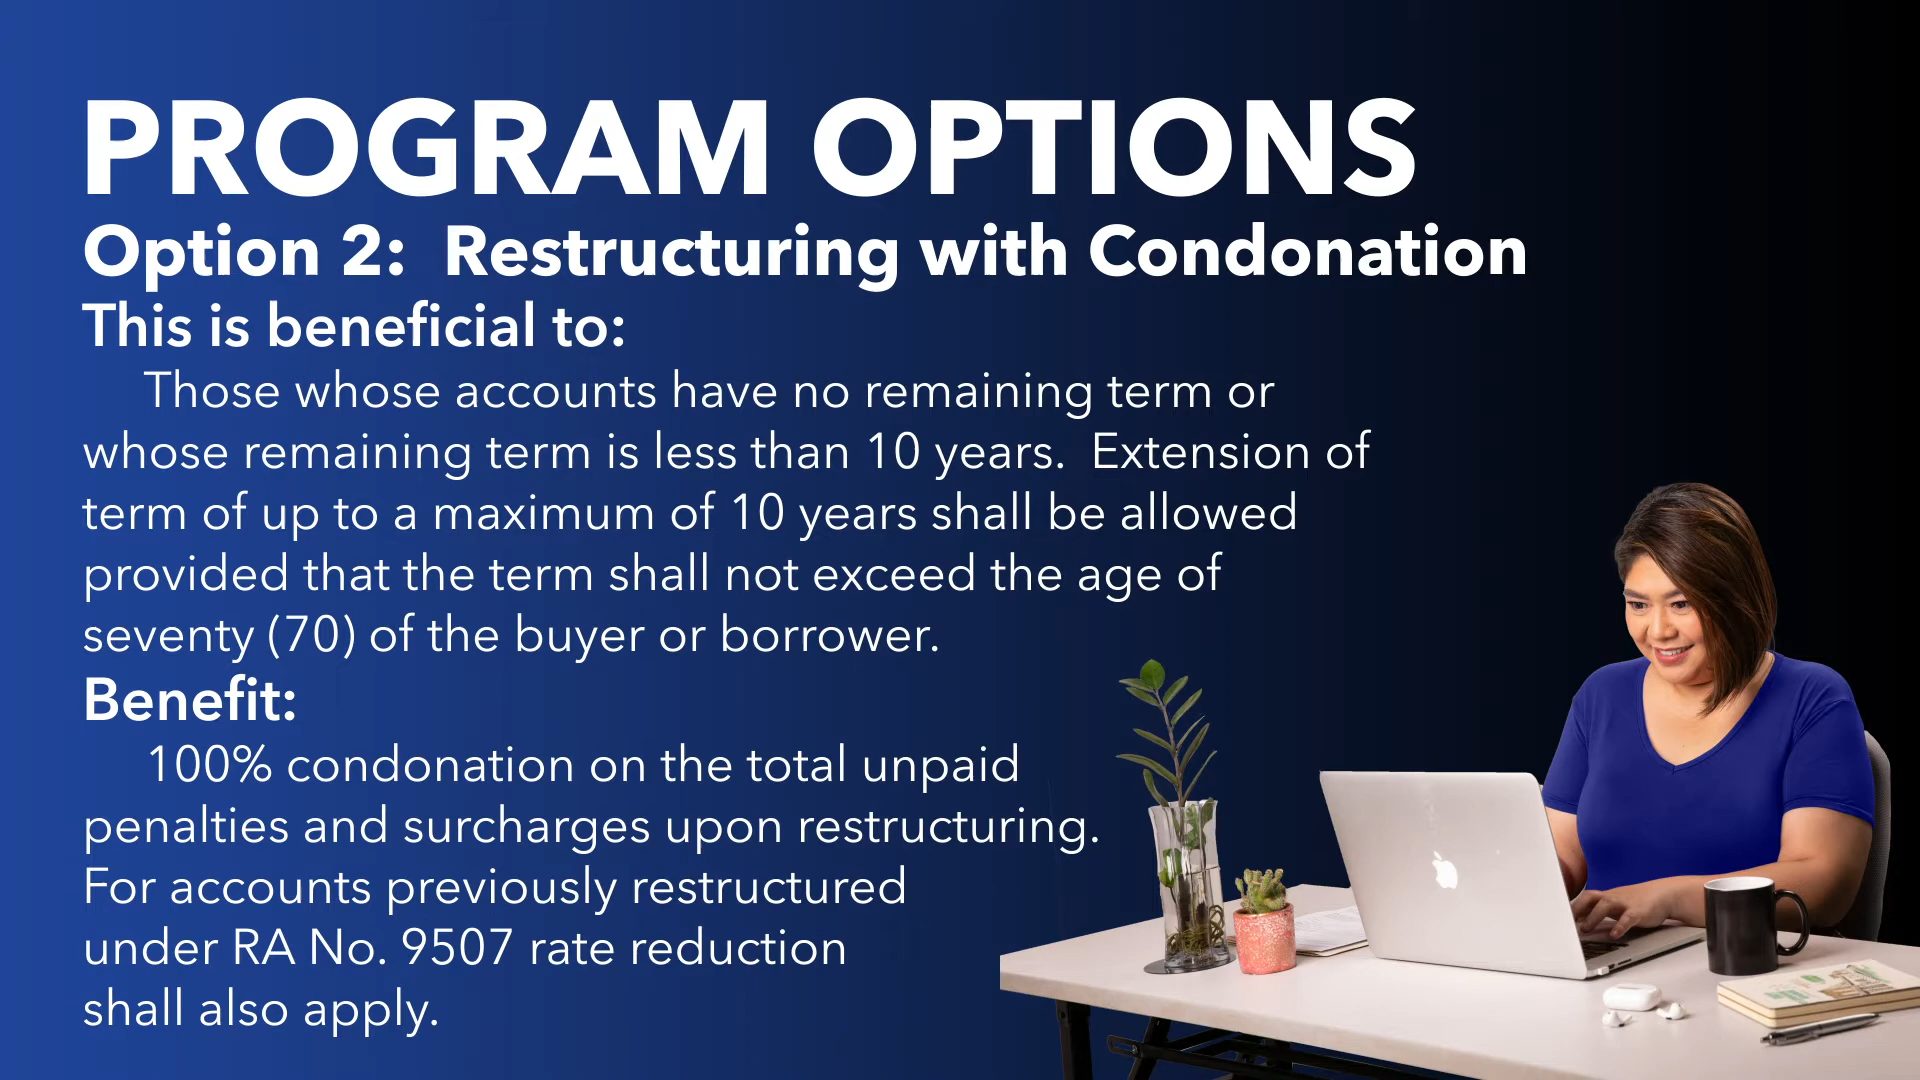 PROGRAM OPTIONS
Option 2:  Restructuring with Condonation
This is beneficial to:
Those whose accounts have no remaining term or
whose remaining term is less than 10 years.  Extension of
term of up to a maximum of 10 years shall be allowed
provided that the term shall not exceed the age of
seventy (70) of the buyer or borrower.
Benefit:
100% condonation on the total unpaid
penalties and surcharges upon restructuring.
For accounts previously restructured
under RA No. 9507 rate reduction
shall also apply.